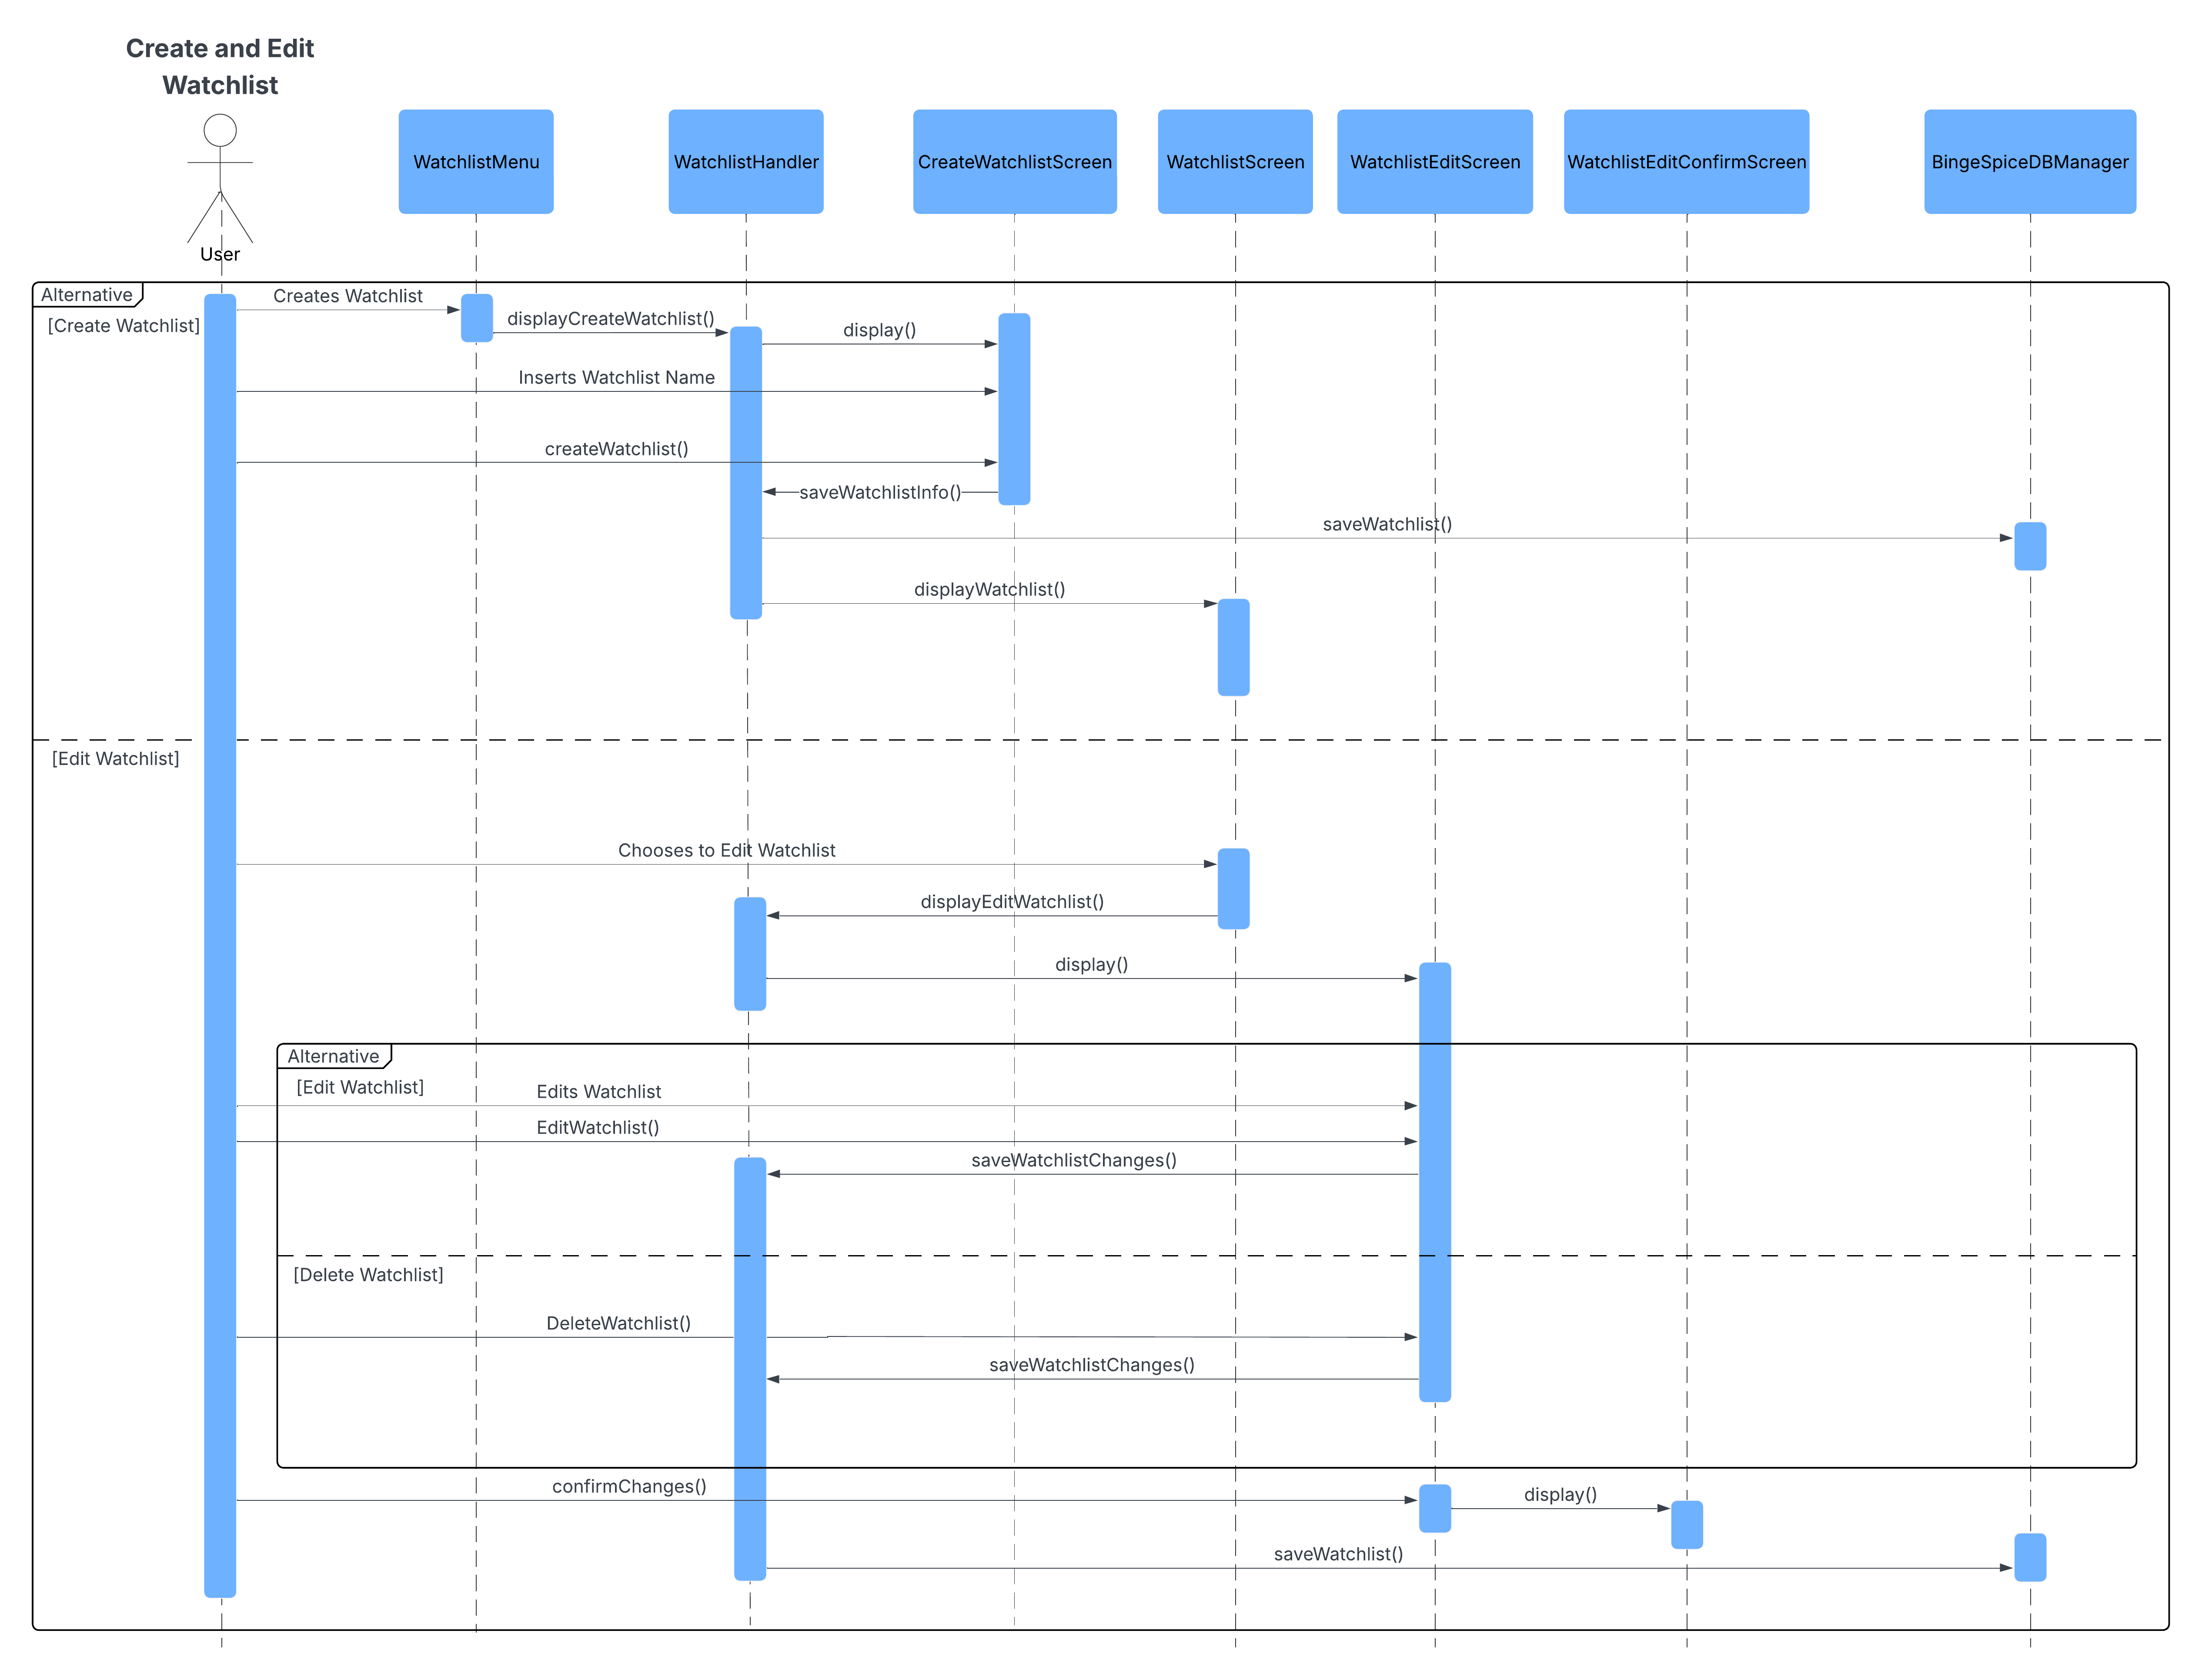 Create and Edit
Watchlist
User
WatchlistMenu
WatchlistHandler
CreateWatchlistScreen
WatchlistScreen
WatchlistEditScreen
WatchlistEditConfirmScreen
BingeSpiceDBManager
Alternative
[Create Watchlist]
Creates Watchlist
displayCreateWatchlist()
display()
Inserts Watchlist Name
createWatchlist()
saveWatchlistInfo()
saveWatchlist()
displayWatchlist()
[Edit Watchlist]
Chooses to Edit Watchlist
displayEditWatchlist()
display()
Alternative
[Edit Watchlist]
Edits Watchlist
EditWatchlist()
saveWatchlistChanges()
[Delete Watchlist]
DeleteWatchlist()
saveWatchlistChanges()
confirmChanges()
display()
saveWatchlist()